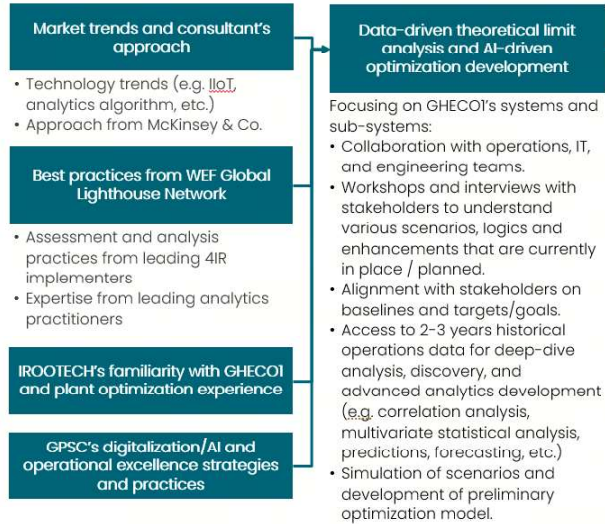 Market trends and consultant's
approach
• Technology trends (e.g. IIoT,
analytics algorithm, etc.)
• Approach from McKinsey & Co.
Best practices from WEF Global
Lighthouse Network
• Assessment and analysis
practices from leading 4IR
implementers
• Expertise from leading analytics
practitioners
IROOTECH's familiarity with GHECO1
and plant optimization experience
GPSC's digitalization/AI and
operational excellence strategies
and practices
Data-driven theoretical limit
analysis and AI-driven
optimization development
Focusing on GHECO1's systems and
sub-systems:
• Collaboration with operations, IT,
and engineering teams.
• Workshops and interviews with
stakeholders to understand
various scenarios, logics and
enhancements that are currently
in place / planned.
• Alignment with stakeholders on
baselines and targets/goals.
• Access to 2-3 years historical
operations data for deep-dive
analysis, discovery, and
advanced analytics development
(e.g. correlation analysis,
multivariate statistical analysis,
predictions, forecasting, etc.)
• Simulation of scenarios and
development of preliminary
optimization model.